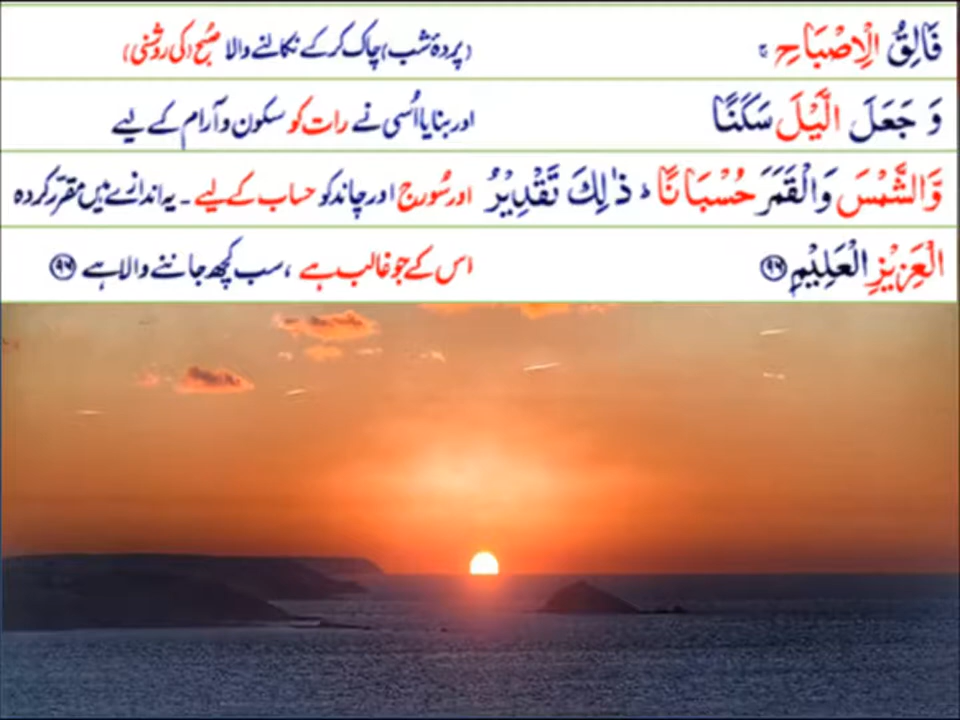 فَالِقُ الْاِصْبَاحِ ۚ (پردۂ شب) چاک کر کے نکالنے والا صبح (کی روشنی)
وَ جَعَلَ الَّيْلَ سَكَنًا اور بنایا اُسی نے رات کو سکون و آرام کے لیے
وَّالشَّمْسَ وَالْقَمَرَ حُسْبَانًا ؕ ذٰلِكَ تَقْدِيْرُ اور سُورج اور چاند کو حساب کے لیے ۔ یہ اندازے ہیں مقرّر کردہ
الْعَزِيْزِ الْعَلِيْمِ ﴿۹۶﴾ اس کے جو غالب ہے ، سب کچھ جاننے والا ہے ﴿۹۶﴾